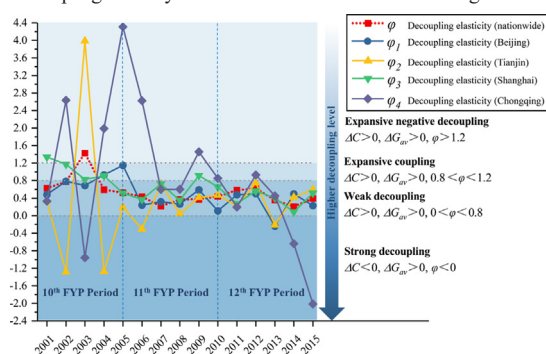 4.4
4.0
3.6
3.2
2.8
2.4
2.0
1.6
1.2
0.8
0.4
0.0
-0.4
-0.8
-1.2
-1.6
-2.0
-2.4
10th FYP Period
11th FYP Period
12th FYP Period
2001
2002
2003
2004
2005
2006
2007
2008
2009
2010
2011
2012
2013
2014
2015
Higher decoupling level
φ Decoupling elasticity (nationwide)
φ1 Decoupling elasticity (Beijing)
φ2 Decoupling elasticity (Tianjin)
φ3 Decoupling elasticity (Shanghai)
φ4 Decoupling elasticity (Chongqing)
Expansive negative decoupling
ΔC>0, ΔGav>0, φ>1.2
Expansive coupling
ΔC>0, ΔGav>0, 0.8<φ<1.2
Weak decoupling
ΔC>0, ΔGav>0, 0<φ<0.8
Strong decoupling
ΔC<0, ΔGav>0, φ<0